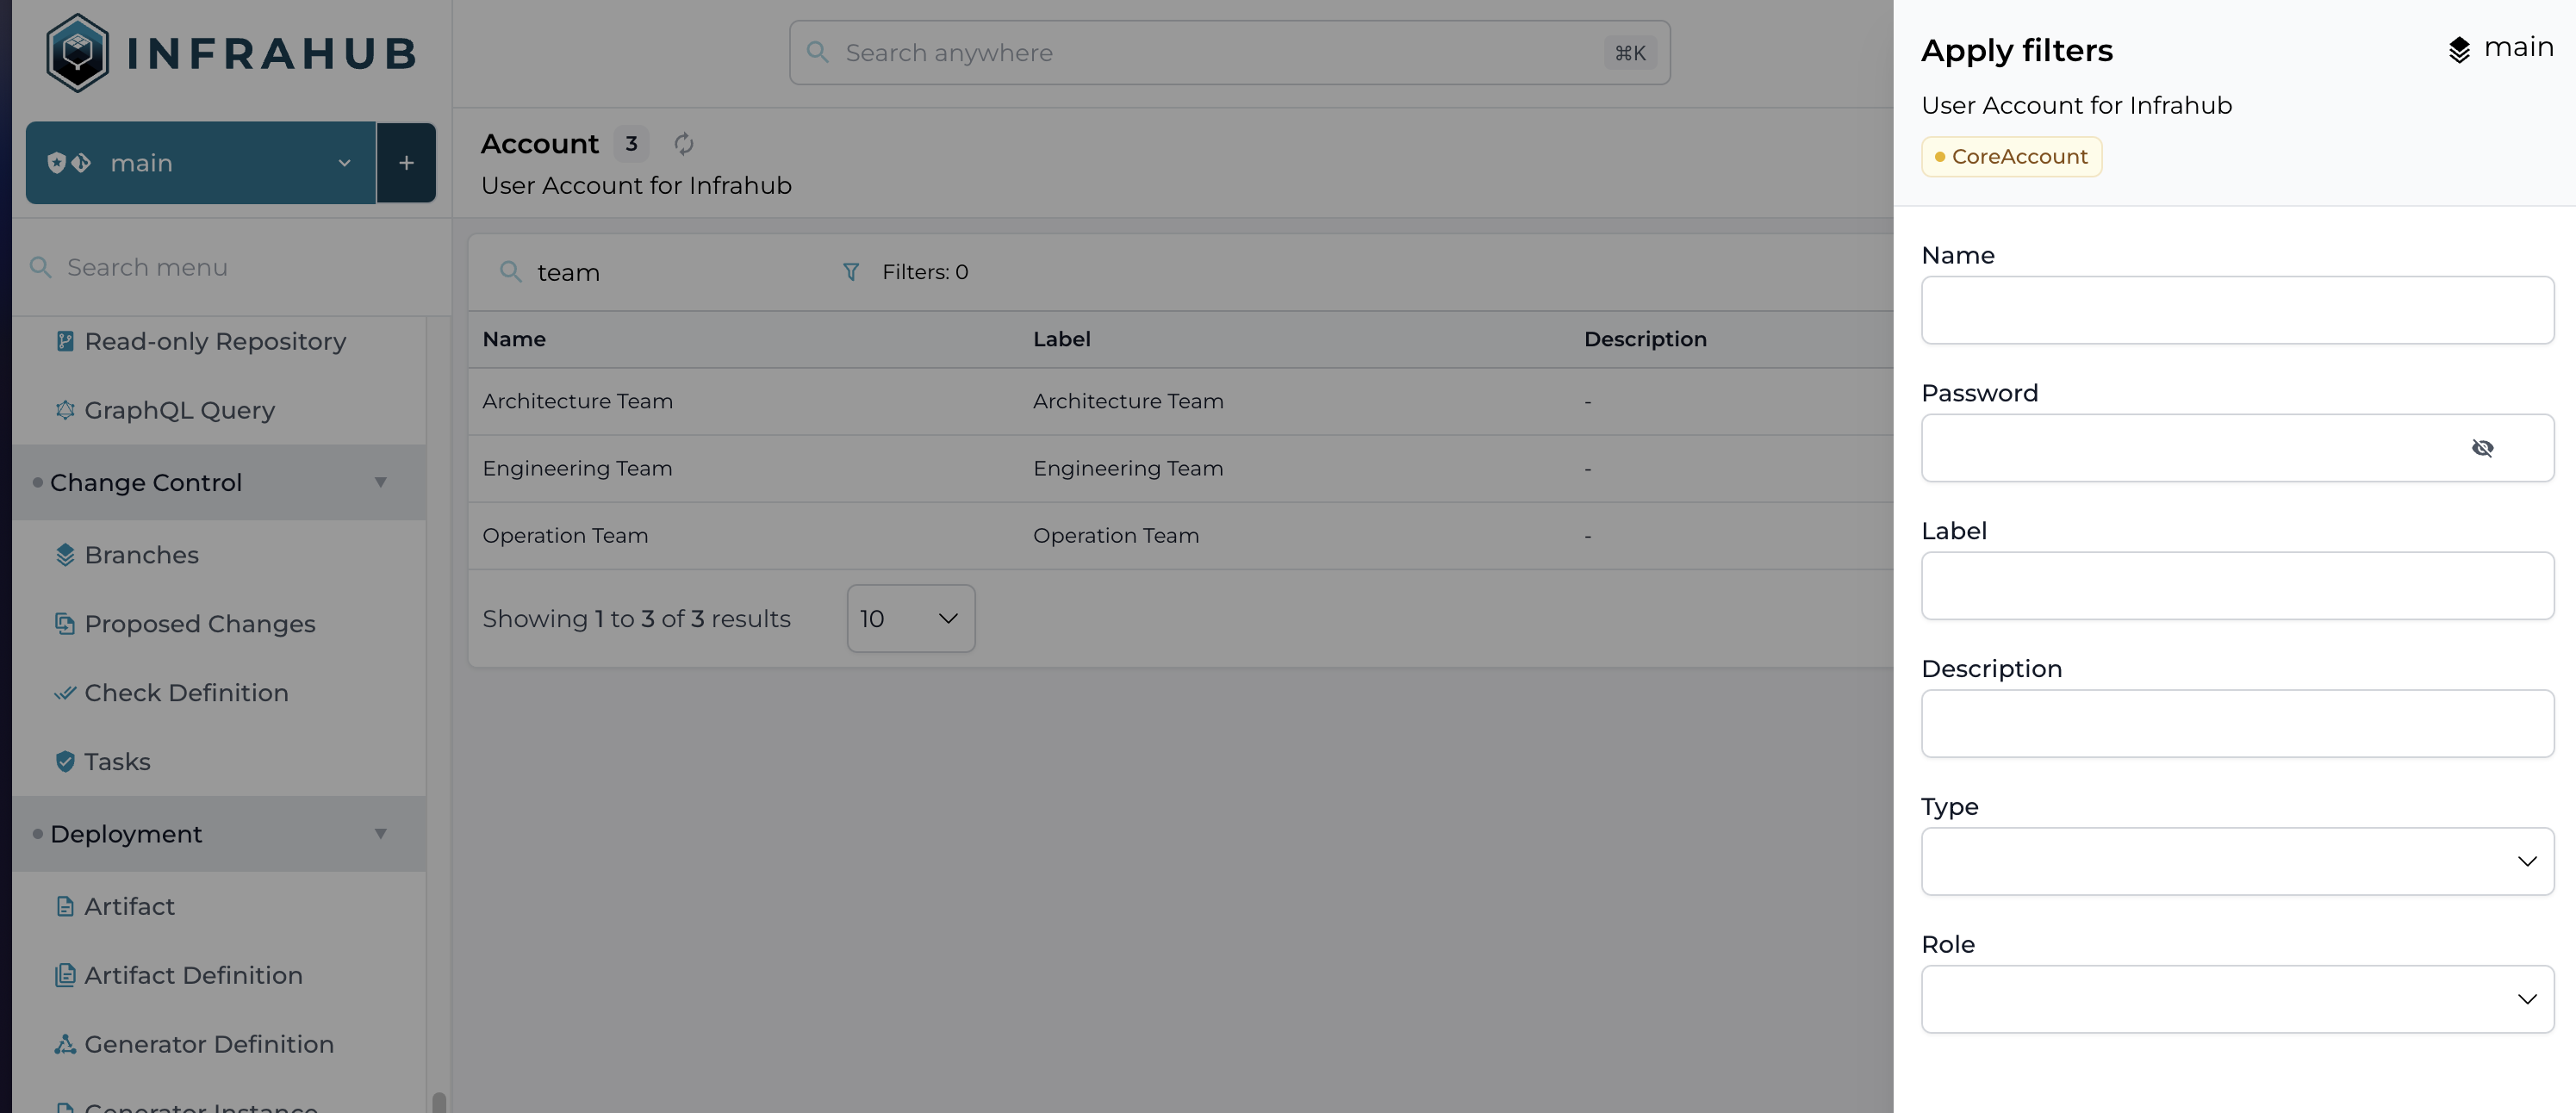 INFRAHUB
main
+
Search menu
Read-only Repository
GraphQL Query
Change Control
Branches
Proposed Changes
Check Definition
Tasks
Deployment
Artifact
Artifact Definition
Generator Definition
Generator Instance
Search anywhere
⌘K
Account 3
User Account for Infrahub
team
Filters: 0
Name Label Description
Architecture Team Architecture Team -
Engineering Team Engineering Team -
Operation Team Operation Team -
Showing 1 to 3 of 3 results 10
Apply filters
main
User Account for Infrahub
CoreAccount
Name
Password
Label
Description
Type
Role